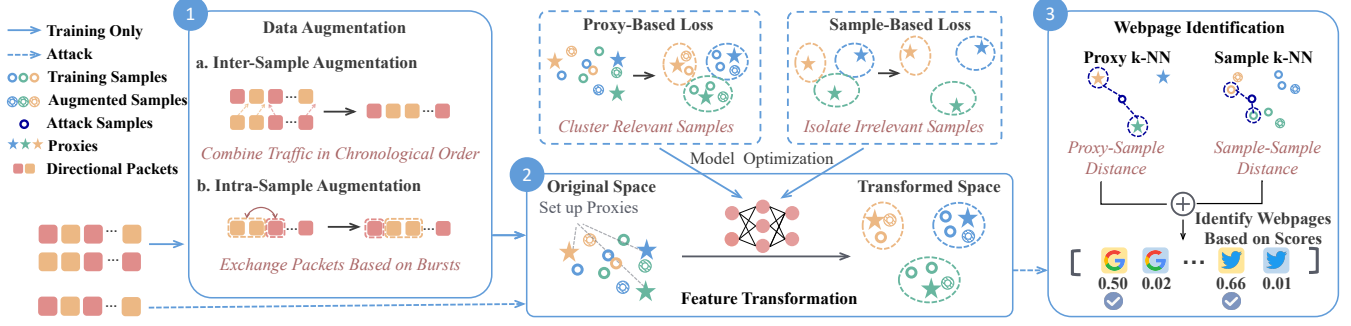 Training Only
Attack
Training Samples
Augmented Samples
Attack Samples
Proxies
Directional Packets
1
Data Augmentation
a. Inter-Sample Augmentation
...
...
...
Combine Traffic in Chronological Order
b. Intra-Sample Augmentation
...
...
Exchange Packets Based on Bursts
...
...
...
Proxy-Based Loss
Cluster Relevant Samples
Sample-Based Loss
Isolate Irrelevant Samples
Model Optimization
2
Original Space
Set up Proxies
Transformed Space
Feature Transformation
3
Webpage Identification
Proxy k-NN
Sample k-NN
Proxy-Sample
Distance
Sample-Sample
Distance
Identify Webpages
Based on Scores
[ ... ]
0.50 0.02 0.66 0.01